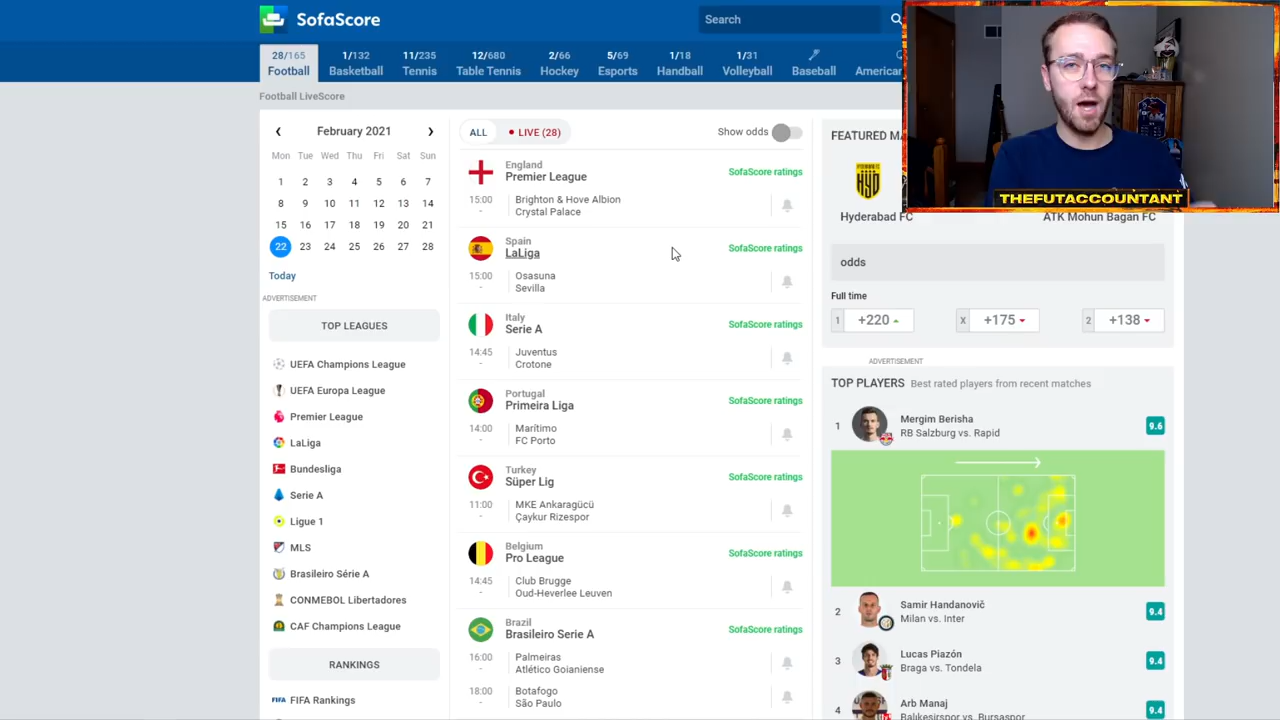 SofaScore
Search
28/165
Football
1/132
Basketball
11/235
Tennis
12/680
Table Tennis
2/66
Hockey
5/69
Esports
1/18
Handball
1/31
Volleyball
Baseball
American
Football LiveScore
February 2021
Mon Tue Wed Thu Fri Sat Sun
1 2 3 4 5 6 7
8 9 10 11 12 13 14
15 16 17 18 19 20 21
22 23 24 25 26 27 28
Today
ADVERTISEMENT
TOP LEAGUES
UEFA Champions League
UEFA Europa League
Premier League
LaLiga
Bundesliga
Serie A
Ligue 1
MLS
Brasileiro Série A
CONMEBOL Libertadores
CAF Champions League
RANKINGS
FIFA FIFA Rankings
ALL LIVE (28) Show odds
England
Premier League SofaScore ratings
15:00 Brighton & Hove Albion
- Crystal Palace
Spain
LaLiga SofaScore ratings
15:00 Osasuna
- Sevilla
Italy
Serie A SofaScore ratings
14:45 Juventus
- Crotone
Portugal
Primeira Liga SofaScore ratings
14:00 Marítimo
- FC Porto
Turkey
Süper Lig SofaScore ratings
11:00 MKE Ankaragücü
- Çaykur Rizespor
Belgium
Pro League SofaScore ratings
14:45 Club Brugge
- Oud-Heverlee Leuven
Brazil
Brasileiro Serie A SofaScore ratings
16:00 Palmeiras
- Atlético Goianiense
18:00 Botafogo
- São Paulo
FEATURED MA
HYD
THEFUTACCOUNTANT
Hyderabad FC ATK Mohun Bagan FC
odds
Full time
1 +220 X +175 2 +138
ADVERTISEMENT
TOP PLAYERS Best rated players from recent matches
1 Mergim Berisha 9.6
RB Salzburg vs. Rapid
2 Samir Handanovič 9.4
Milan vs. Inter
3 Lucas Piazón 9.4
Braga vs. Tondela
4 Arb Manaj 9.4
Balıkesirspor vs. Bursaspor